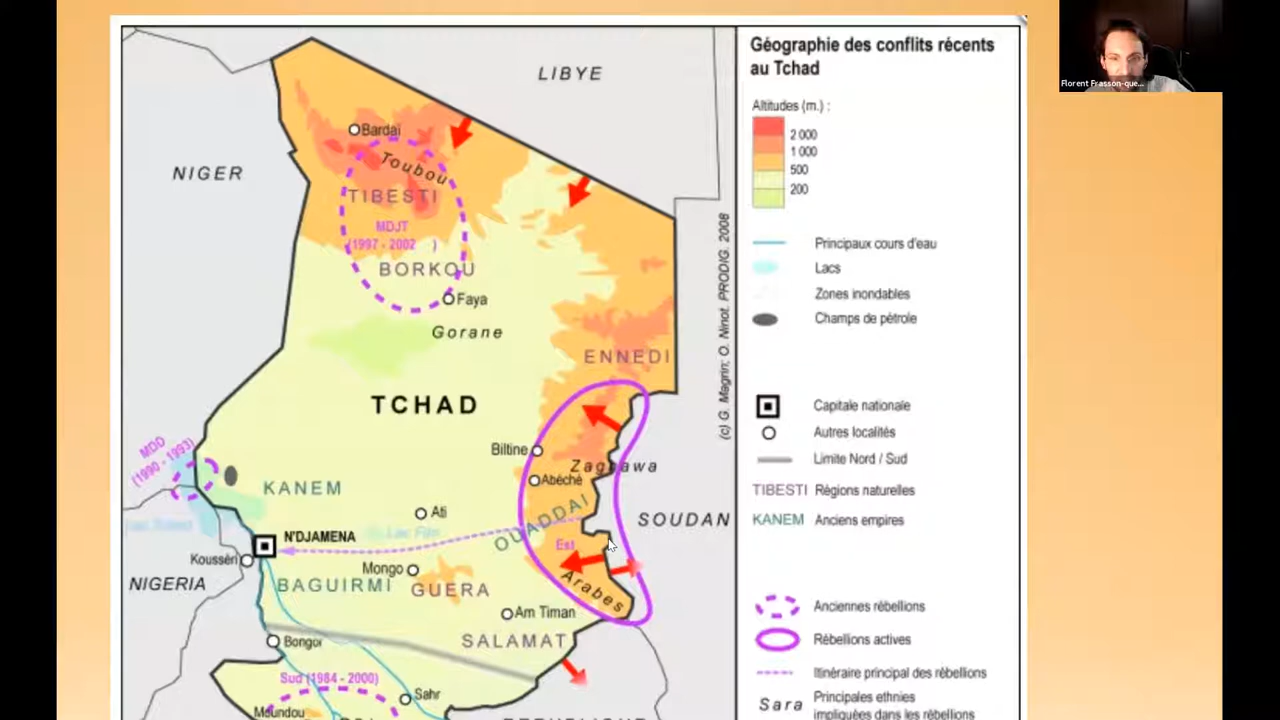 Géographie des conflits récents
au Tchad
Altitudes (m.) :
2 000
1 000
500
200
Principaux cours d'eau
Lacs
Zones inondables
Champs de pétrole
Capitale nationale
Autres localités
Limite Nord / Sud
TIBESTI Régions naturelles
KANEM Anciens empires
Anciennes rébellions
Rébellions actives
Itinéraire principal des rébellions
Sara Principales ethnies
impliquées dans les rébellions
(c) G. Magrin; O. Ninot. PRODIG. 2008
LIBYE
NIGER
Bardaï
Toubou
TIBESTI
MDJT
(1997 - 2002 )
BORKOU
Faya
Gorane
ENNEDI
TCHAD
MDD
(1990 - 1993)
Biltine
Zaghawa
Abéché
KANEM
Ati
OUADDAI
SOUDAN
N'DJAMENA
Lac Fitri
Est
Kousséri
Mongo
NIGERIA
BAGUIRMI
GUERA
Arabes
Am Timan
Bongor
SALAMAT
Sud (1984 - 2000)
Sahr
Moundou
Florent Frasson-que...